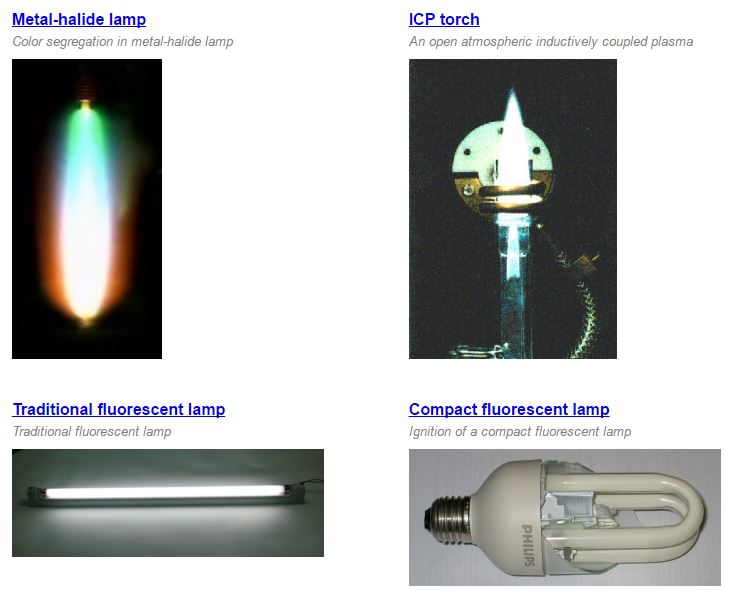 Metal-halide lamp
Color segregation in metal-halide lamp
ICP torch
An open atmospheric inductively coupled plasma
Traditional fluorescent lamp
Traditional fluorescent lamp
Compact fluorescent lamp
Ignition of a compact fluorescent lamp
PHILIPS